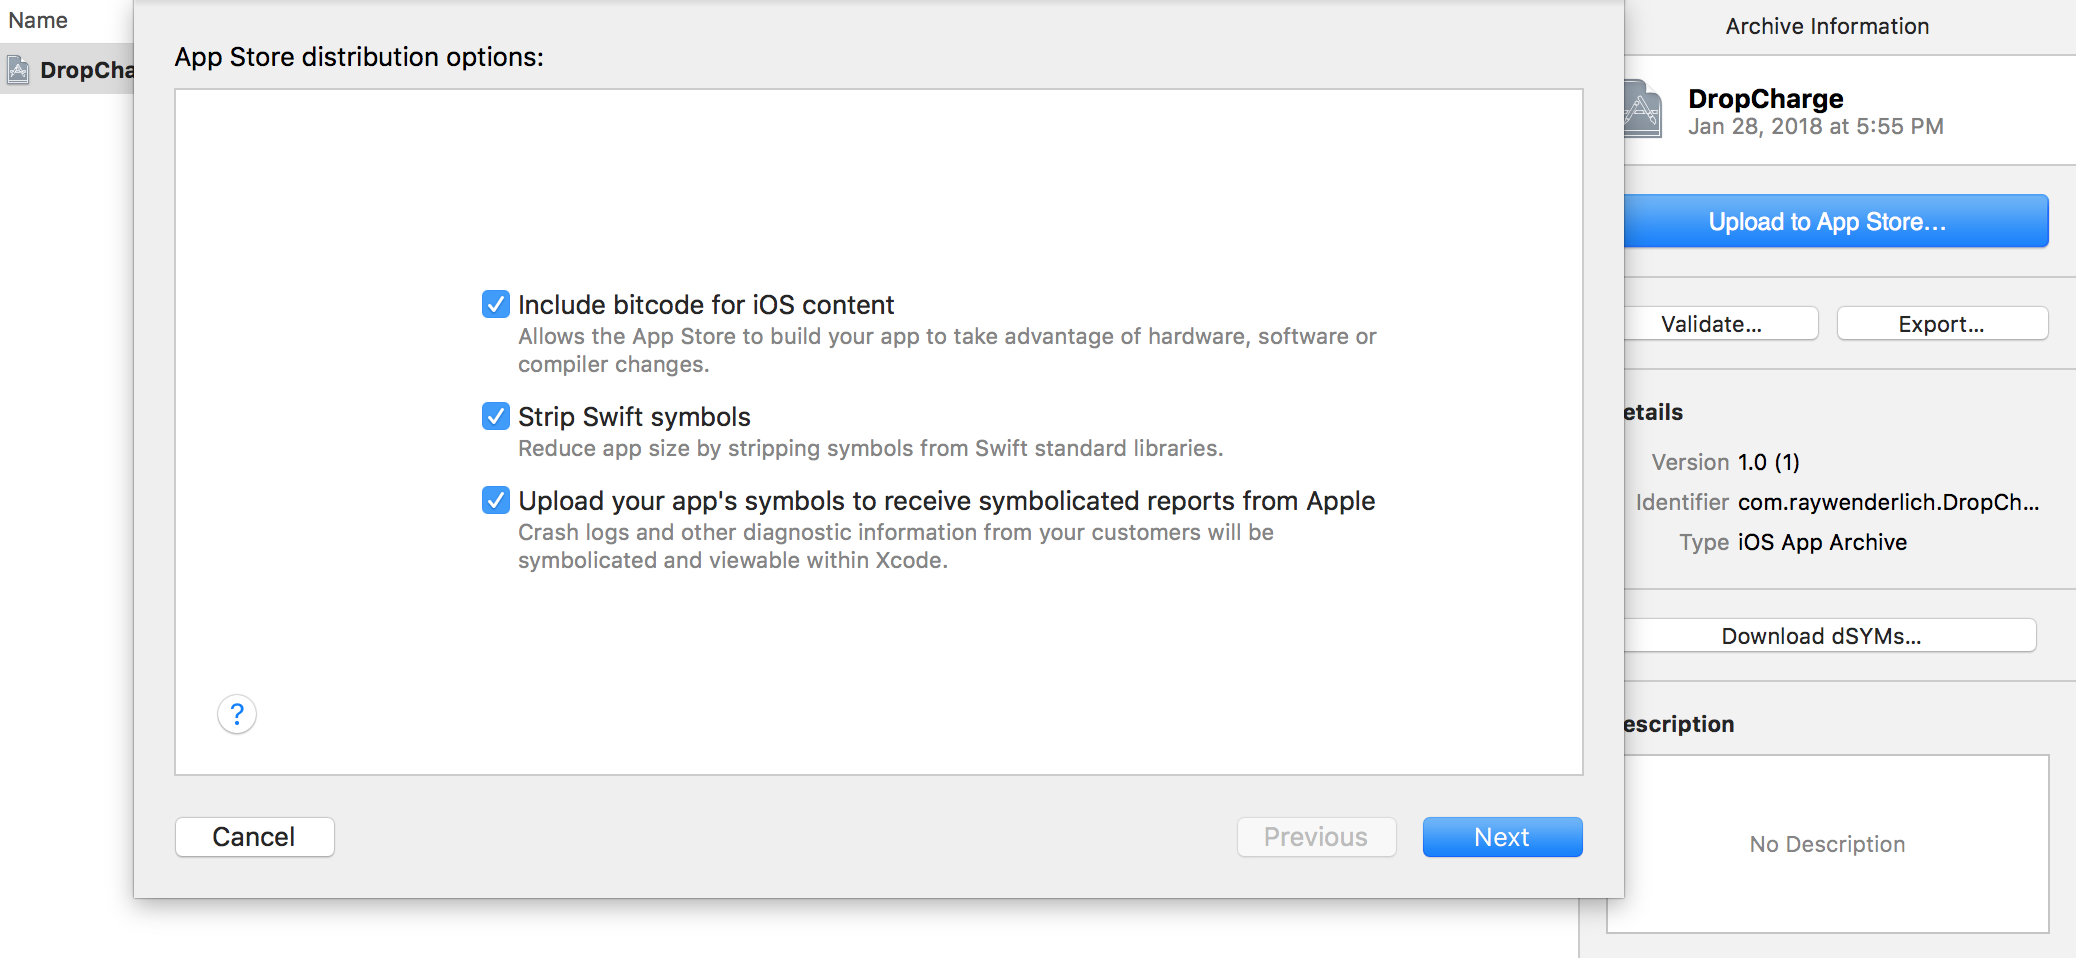 Name
DropCha
App Store distribution options:
Include bitcode for iOS content
Allows the App Store to build your app to take advantage of hardware, software or
compiler changes.
Strip Swift symbols
Reduce app size by stripping symbols from Swift standard libraries.
Upload your app's symbols to receive symbolicated reports from Apple
Crash logs and other diagnostic information from your customers will be
symbolicated and viewable within Xcode.
?
Cancel
Previous
Next
Archive Information
DropCharge
Jan 28, 2018 at 5:55 PM
Upload to App Store...
Validate...
Export...
etails
Version 1.0 (1)
Identifier com.raywenderlich.DropCh...
Type iOS App Archive
Download dSYMs...
escription
No Description